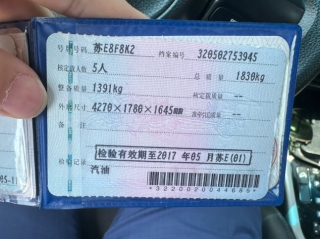 号牌号码 苏E8F8K2 档案编号 320502753945
核定载人数 5人 总质量 1830kg
整备质量 1391kg 核定载质量 --
外廓尺寸 4270×1780×1645mm 准牵引总质量 --
备注
检验有效期至2017年05月苏E(01)
检验记录
汽油